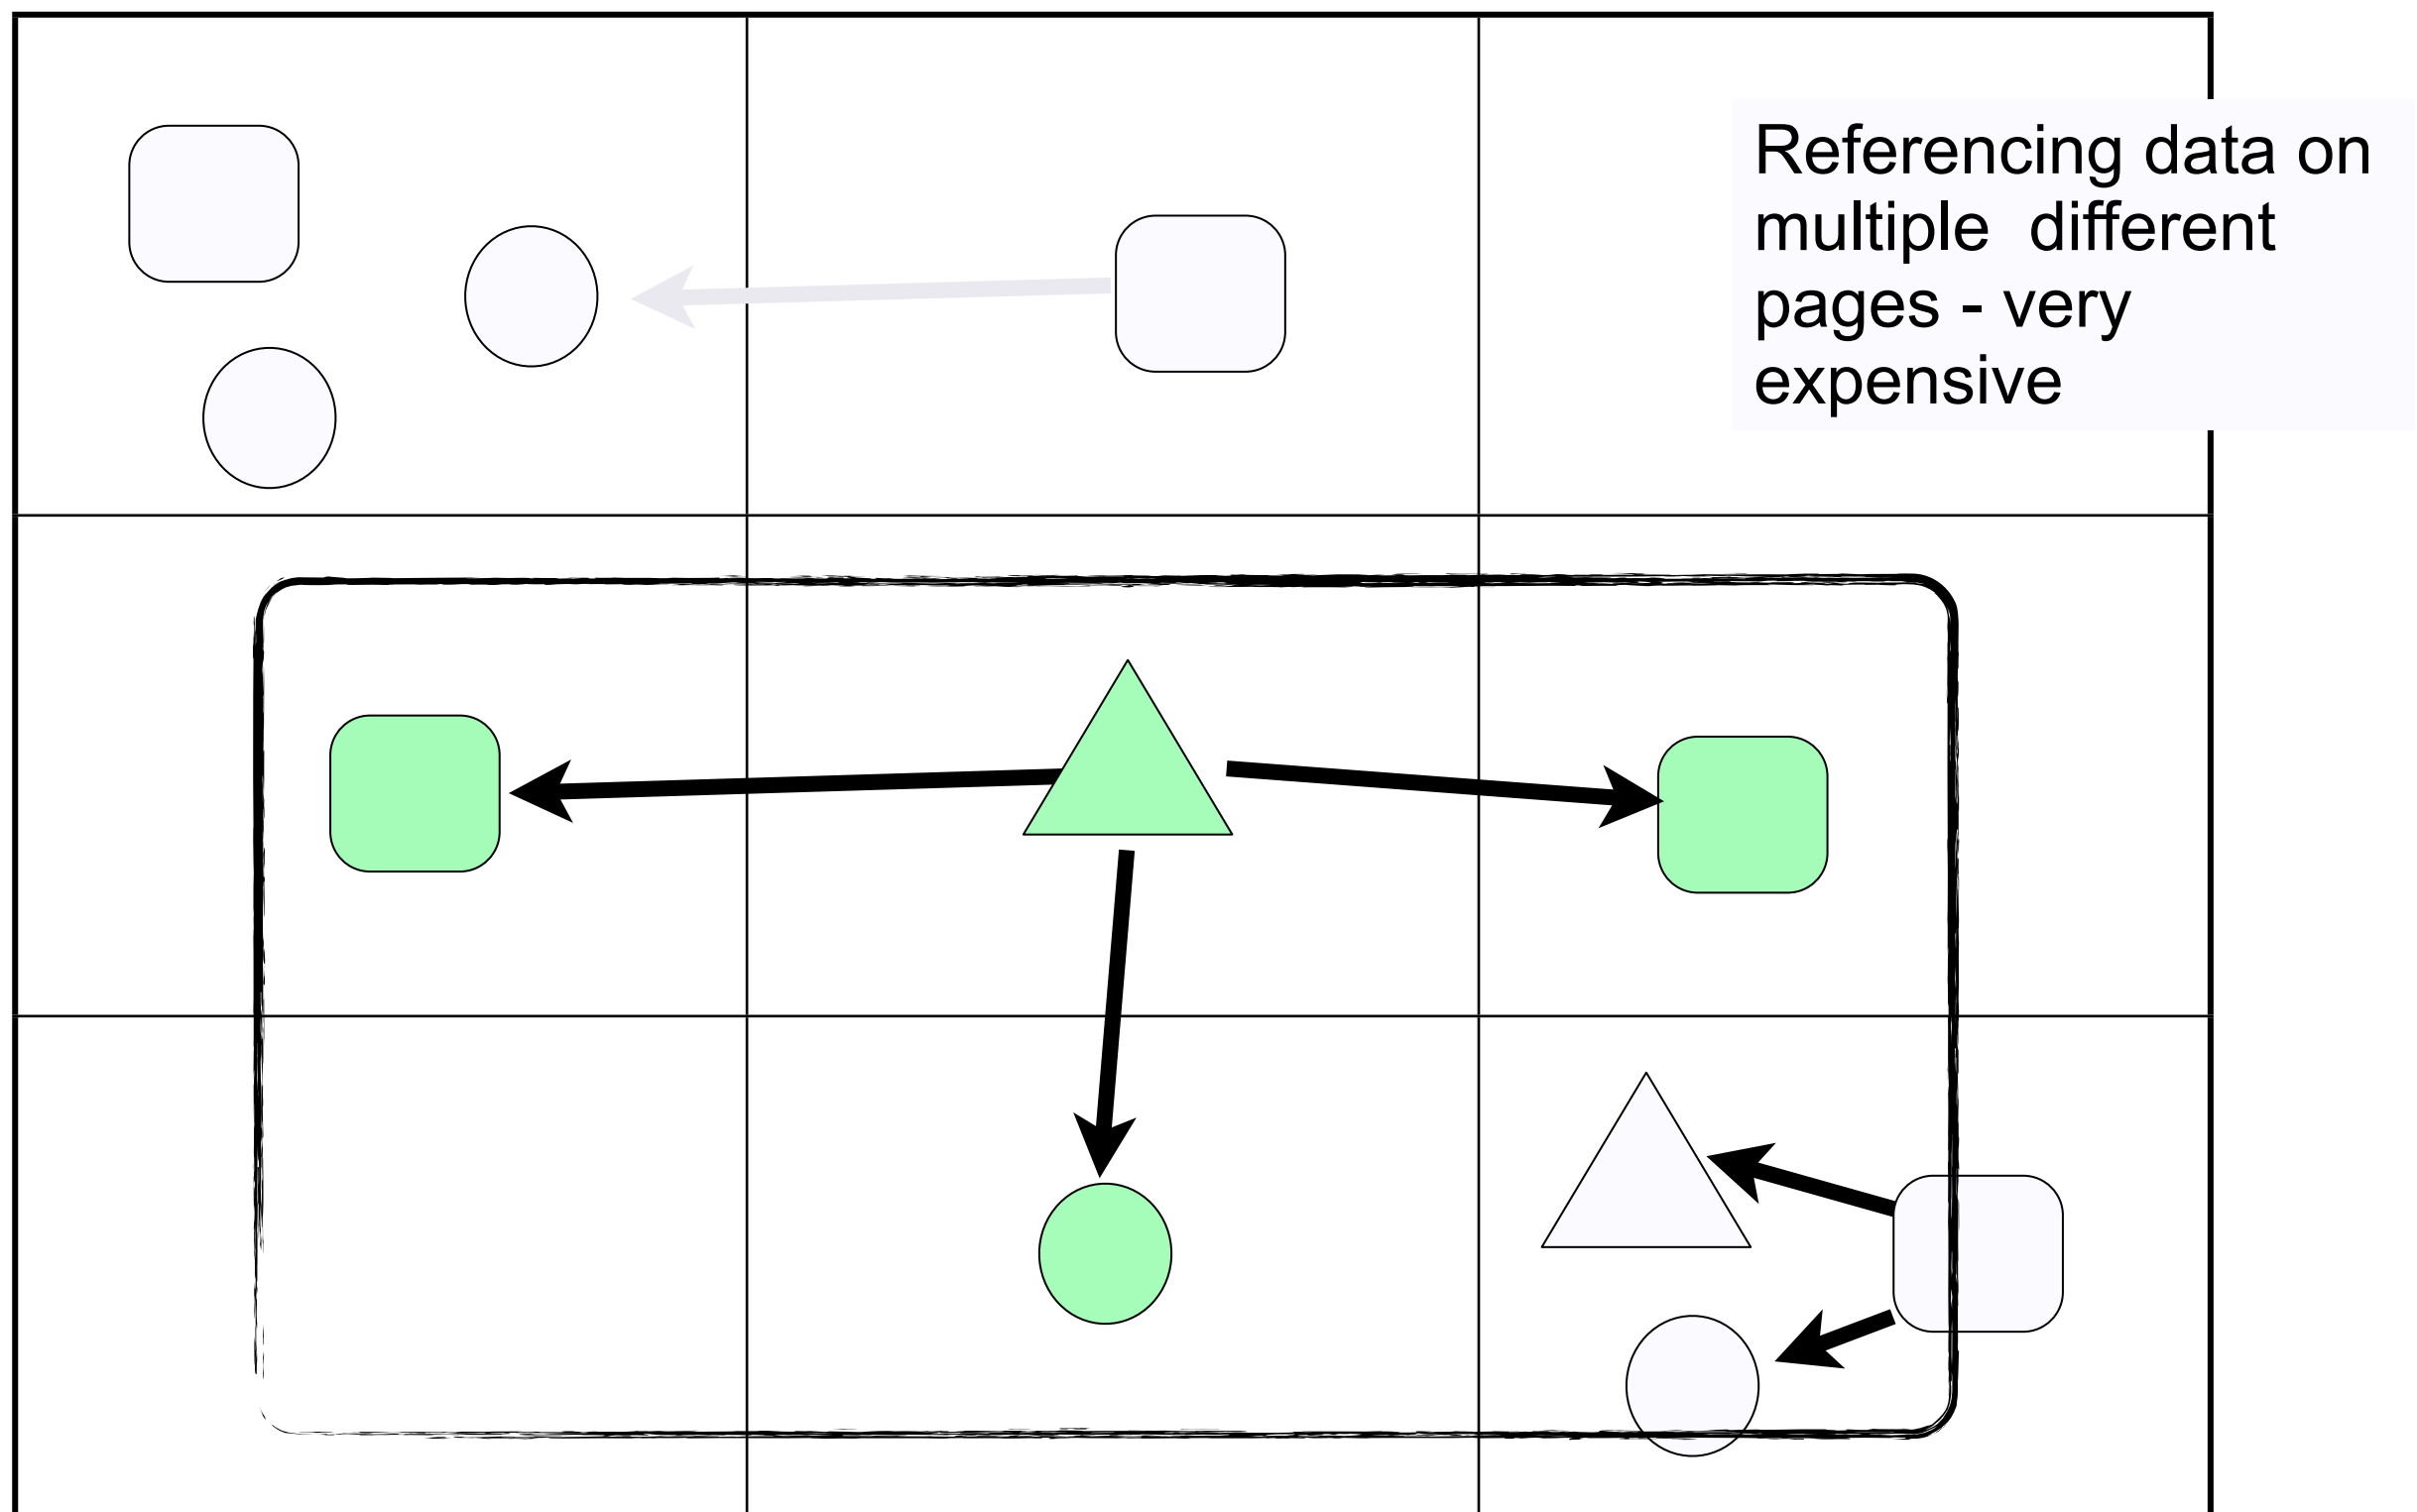 Referencing data on
multiple  different
pages - very
expensive